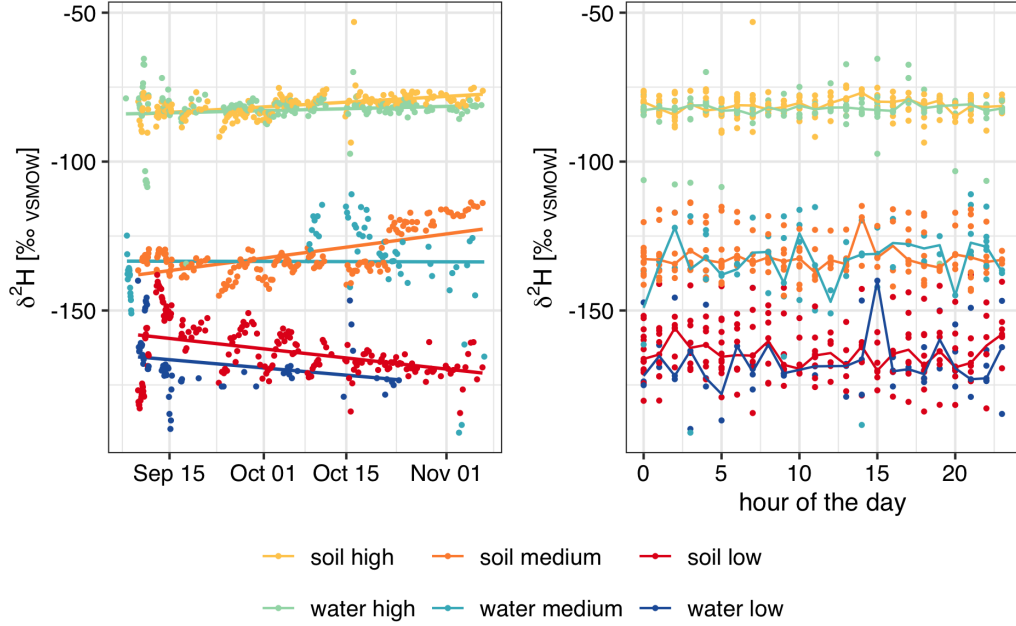 -50
-100
-150
δ²H [‰ VSMOW]
Sep 15 Oct 01 Oct 15 Nov 01
-50
-100
-150
δ²H [‰ VSMOW]
0 5 10 15 20
hour of the day
soil high soil medium soil low
water high water medium water low